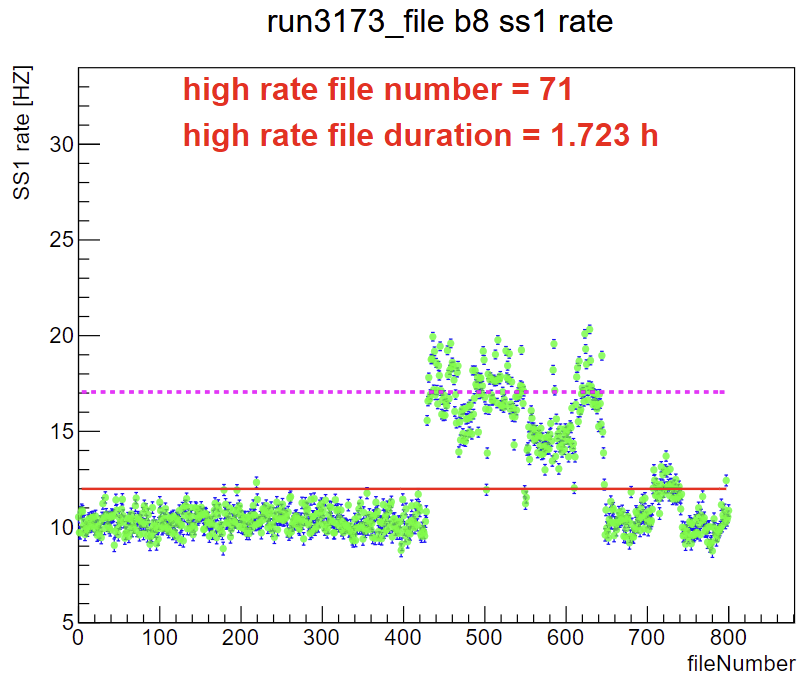 run3173_file b8 ss1 rate
SS1 rate [HZ]
high rate file number = 71
high rate file duration = 1.723 h
30
25
20
15
10
5
0 100 200 300 400 500 600 700 800
fileNumber